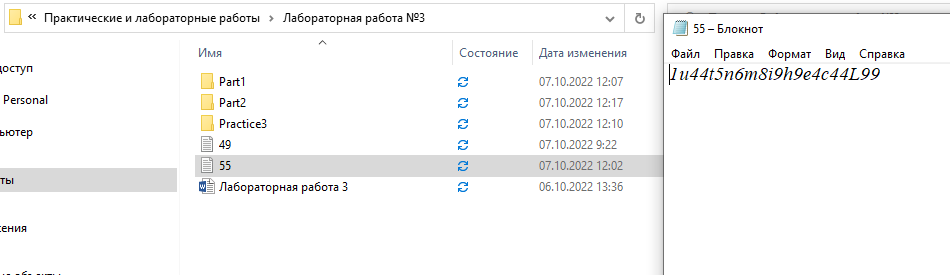 « Практические и лабораторные работы › Лабораторная работа №3
55 – Блокнот
Файл Правка Формат Вид Справка
1u44t5n6m8i9h9e4c44L99
Имя Состояние Дата изменения
доступ
Personal
ьютер
ты
жения
Part1 07.10.2022 12:07
Part2 07.10.2022 12:17
Practice3 07.10.2022 12:10
49 07.10.2022 9:22
55 07.10.2022 12:02
Лабораторная работа 3 06.10.2022 13:36